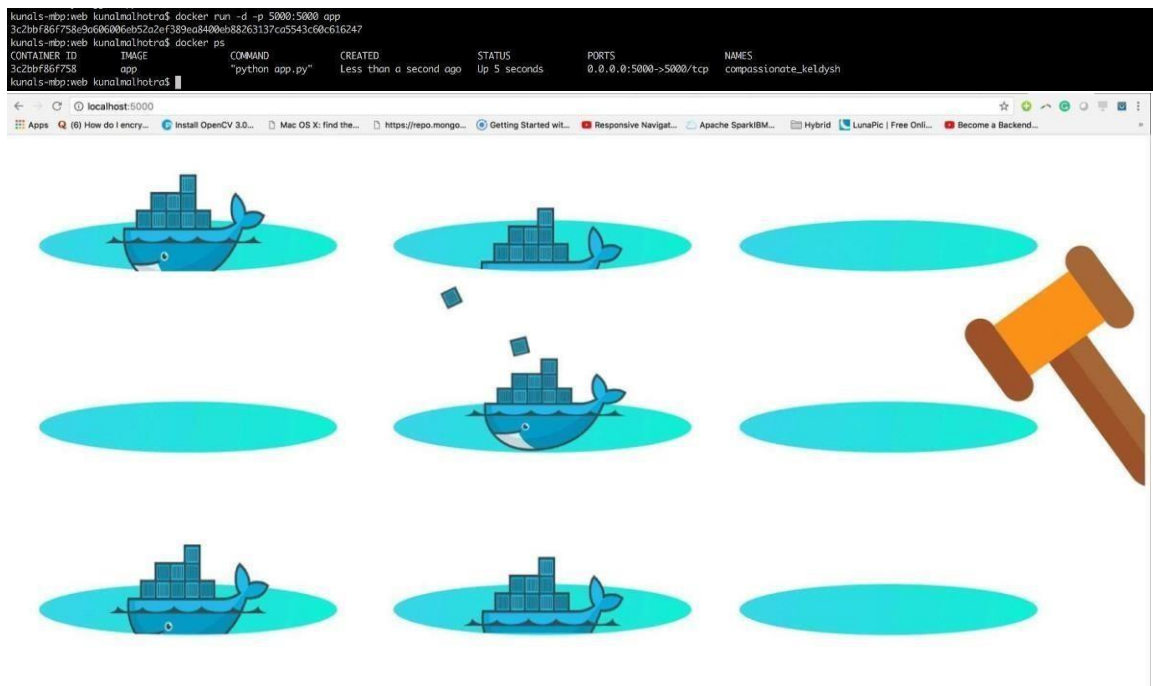 kunals-mbp:web kunalmalhotra$ docker run -d -p 5000:5000 app
3c2bbf86f758e9a606006eb52a2ef389ea8400eb88263137ca5543c60c616247
kunals-mbp:web kunalmalhotra$ docker ps
CONTAINER ID IMAGE COMMAND CREATED STATUS PORTS NAMES
3c2bbf86f758 app "python app.py" Less than a second ago Up 5 seconds 0.0.0.0:5000->5000/tcp compassionate_keldysh
kunals-mbp:web kunalmalhotra$
localhost:5000
Apps (6) How do I encry... Install OpenCV 3.0... Mac OS X: find the... https://repo.mongo... Getting Started wit... Responsive Navigat... Apache SparkIBM... Hybrid LunaPic | Free Onli... Become a Backend... »